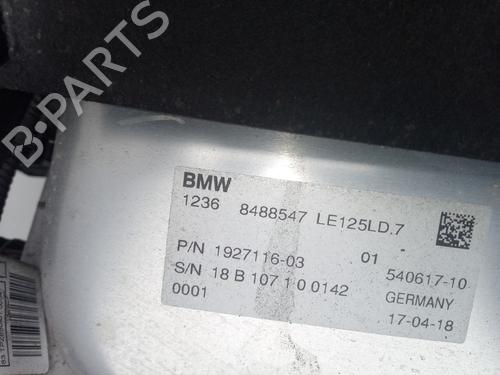 BMW
1236 8488547 LE125LD.7
P/N 1927116-03 01 540617-10
S/N 18 B 107 1 0 0142 GERMANY
0001 17-04-18
B-PARTS